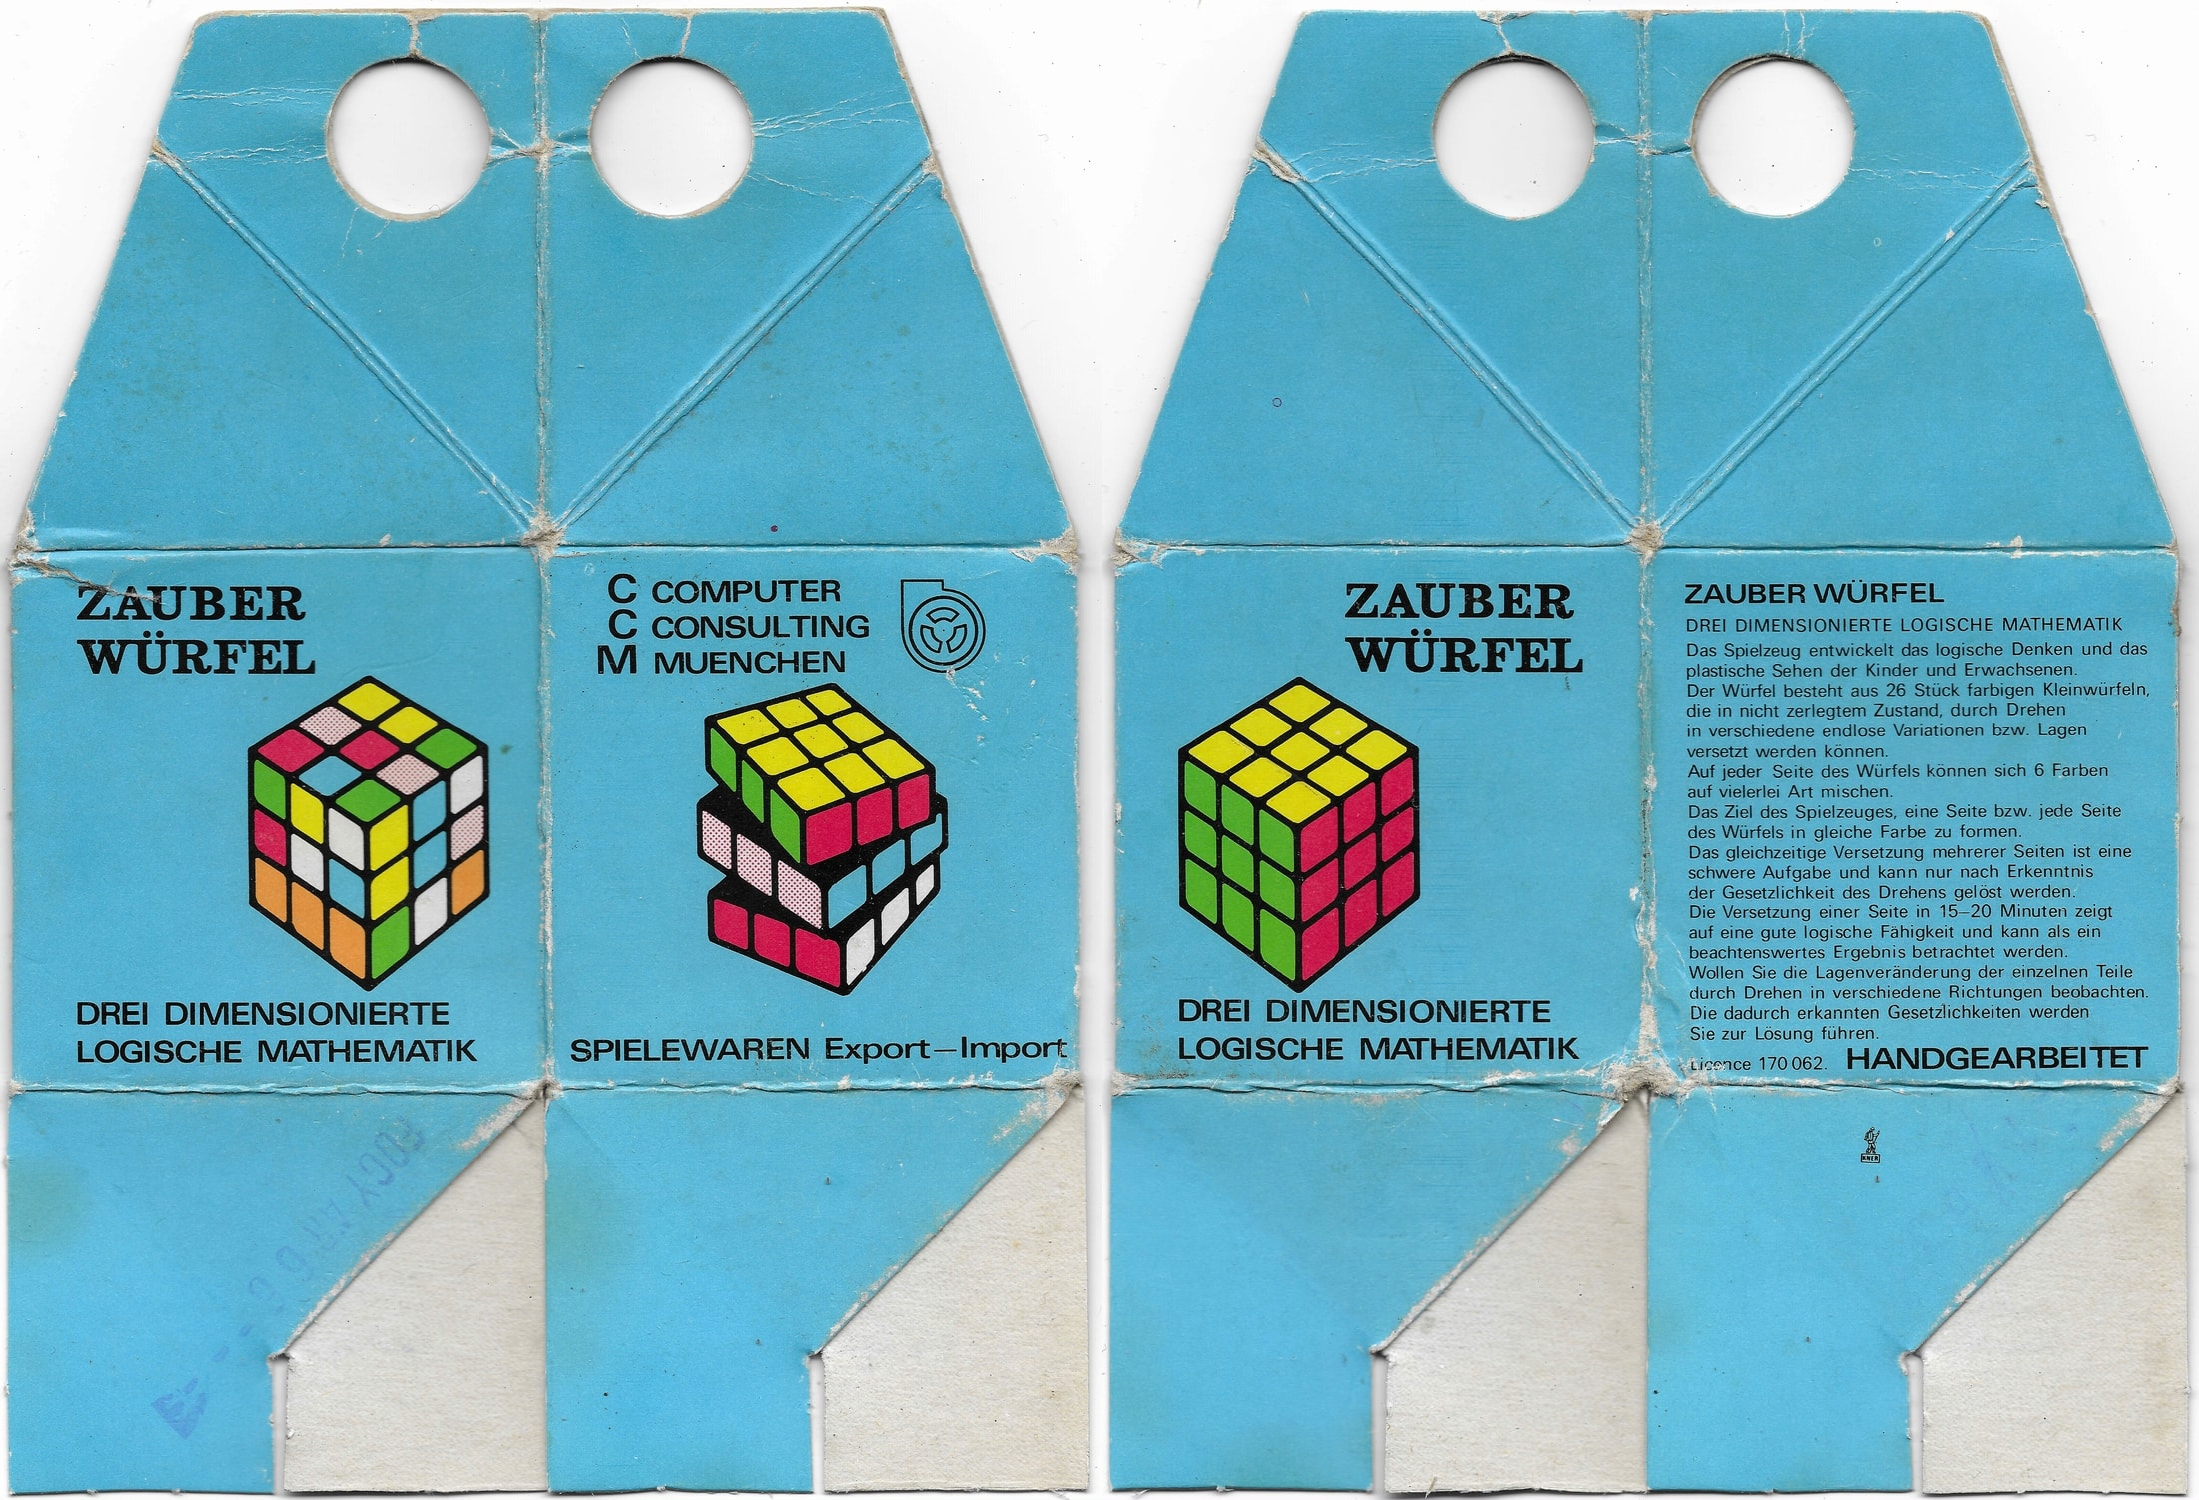 ZAUBER
WÜRFEL
DREI DIMENSIONIERTE
LOGISCHE MATHEMATIK
C COMPUTER
C CONSULTING
M MUENCHEN
SPIELEWAREN Export–Import
ZAUBER
WÜRFEL
DREI DIMENSIONIERTE
LOGISCHE MATHEMATIK
ZAUBER WÜRFEL
DREI DIMENSIONIERTE LOGISCHE MATHEMATIK
Das Spielzeug entwickelt das logische Denken und das
plastische Sehen der Kinder und Erwachsenen.
Der Würfel besteht aus 26 Stück farbigen Kleinwürfeln,
die in nicht zerlegtem Zustand, durch Drehen
in verschiedene endlose Variationen bzw. Lagen
versetzt werden können.
Auf jeder Seite des Würfels können sich 6 Farben
auf vielerlei Art mischen.
Das Ziel des Spielzeuges, eine Seite bzw. jede Seite
des Würfels in gleiche Farbe zu formen.
Das gleichzeitige Versetzung mehrerer Seiten ist eine
schwere Aufgabe und kann nur nach Erkenntnis
der Gesetzlichkeit des Drehens gelöst werden.
Die Versetzung einer Seite in 15–20 Minuten zeigt
auf eine gute logische Fähigkeit und kann als ein
beachtenswertes Ergebnis betrachtet werden.
Wollen Sie die Lagenveränderung der einzelnen Teile
durch Drehen in verschiedene Richtungen beobachten.
Die dadurch erkannten Gesetzlichkeiten werden
Sie zur Lösung führen.
Licence 170 062. HANDGEARBEITET
KNER